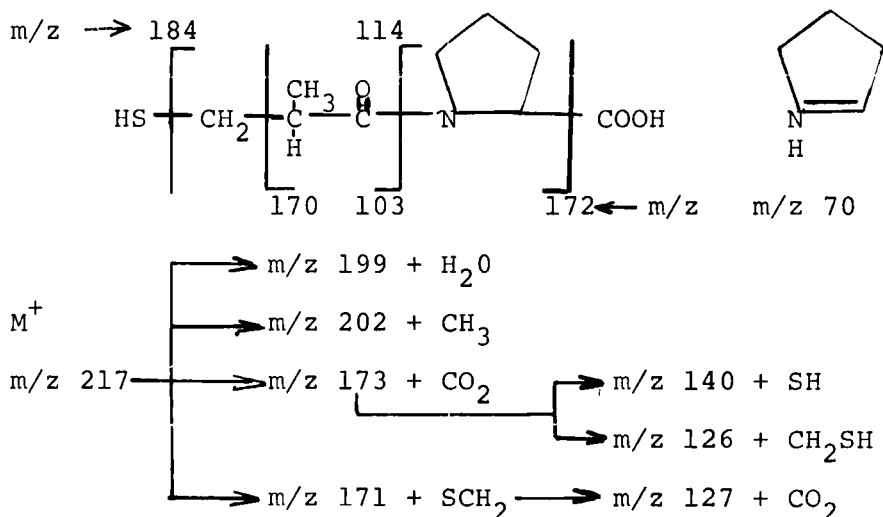 m/z → 184 114
CH3 O
HS CH2 C C N COOH N
H H
170 103 172 ← m/z m/z 70
m/z 199 + H2O
M+ m/z 202 + CH3
m/z 217 m/z 173 + CO2 m/z 140 + SH
m/z 126 + CH2SH
m/z 171 + SCH2 m/z 127 + CO2